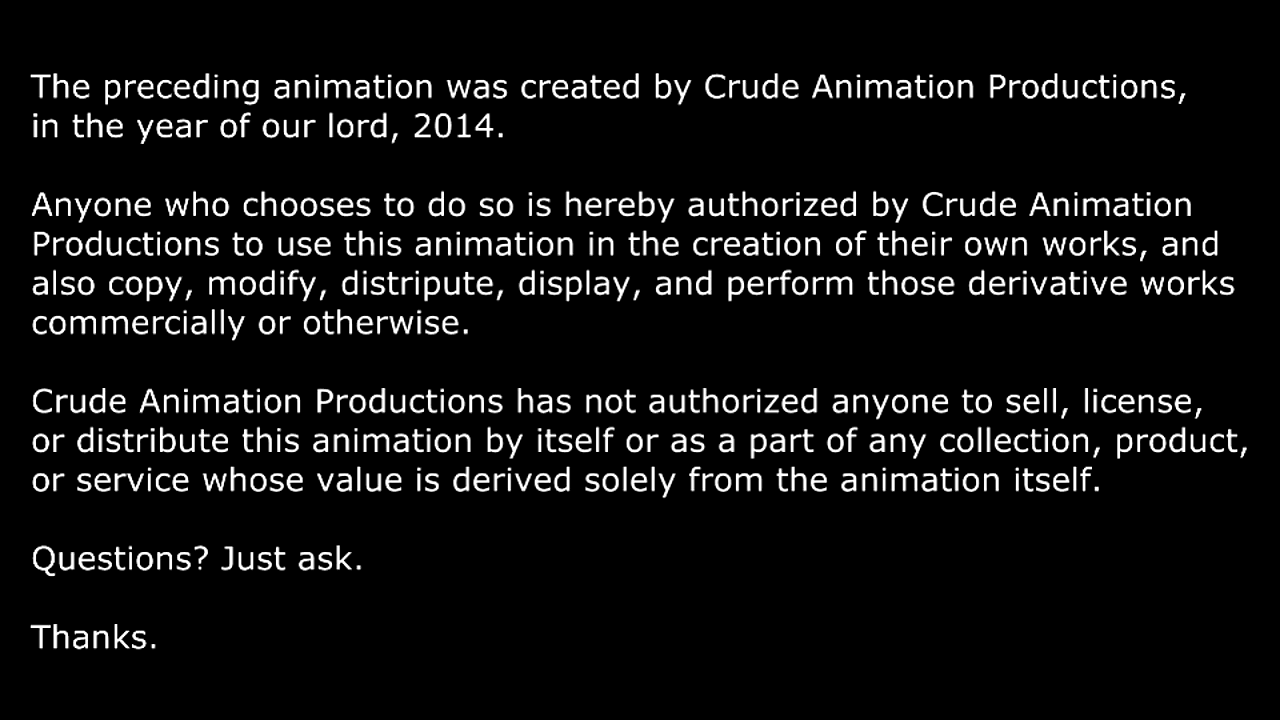 The preceding animation was created by Crude Animation Productions,
in the year of our lord, 2014.
Anyone who chooses to do so is hereby authorized by Crude Animation
Productions to use this animation in the creation of their own works, and
also copy, modify, distripute, display, and perform those derivative works
commercially or otherwise.
Crude Animation Productions has not authorized anyone to sell, license,
or distribute this animation by itself or as a part of any collection, product,
or service whose value is derived solely from the animation itself.
Questions? Just ask.
Thanks.